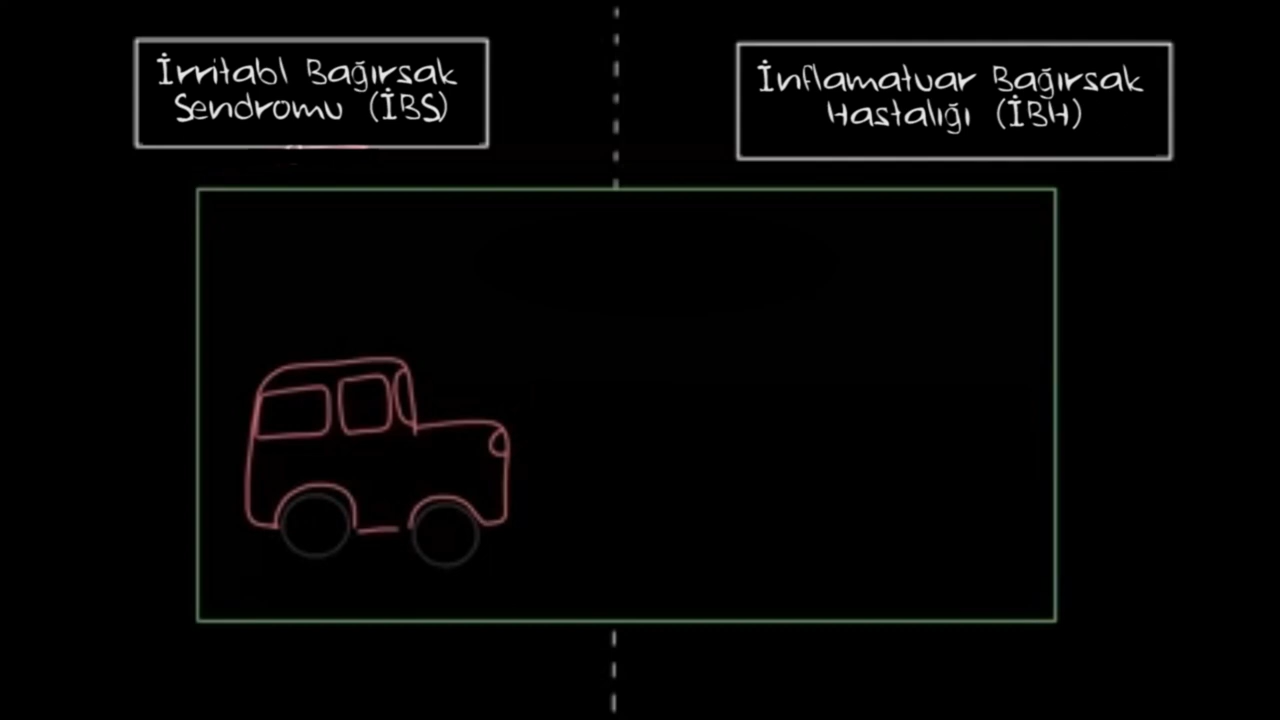 İrritabl Bağırsak
Sendromu (İBS)
İnflamatuar Bağırsak
Hastalığı (İBH)